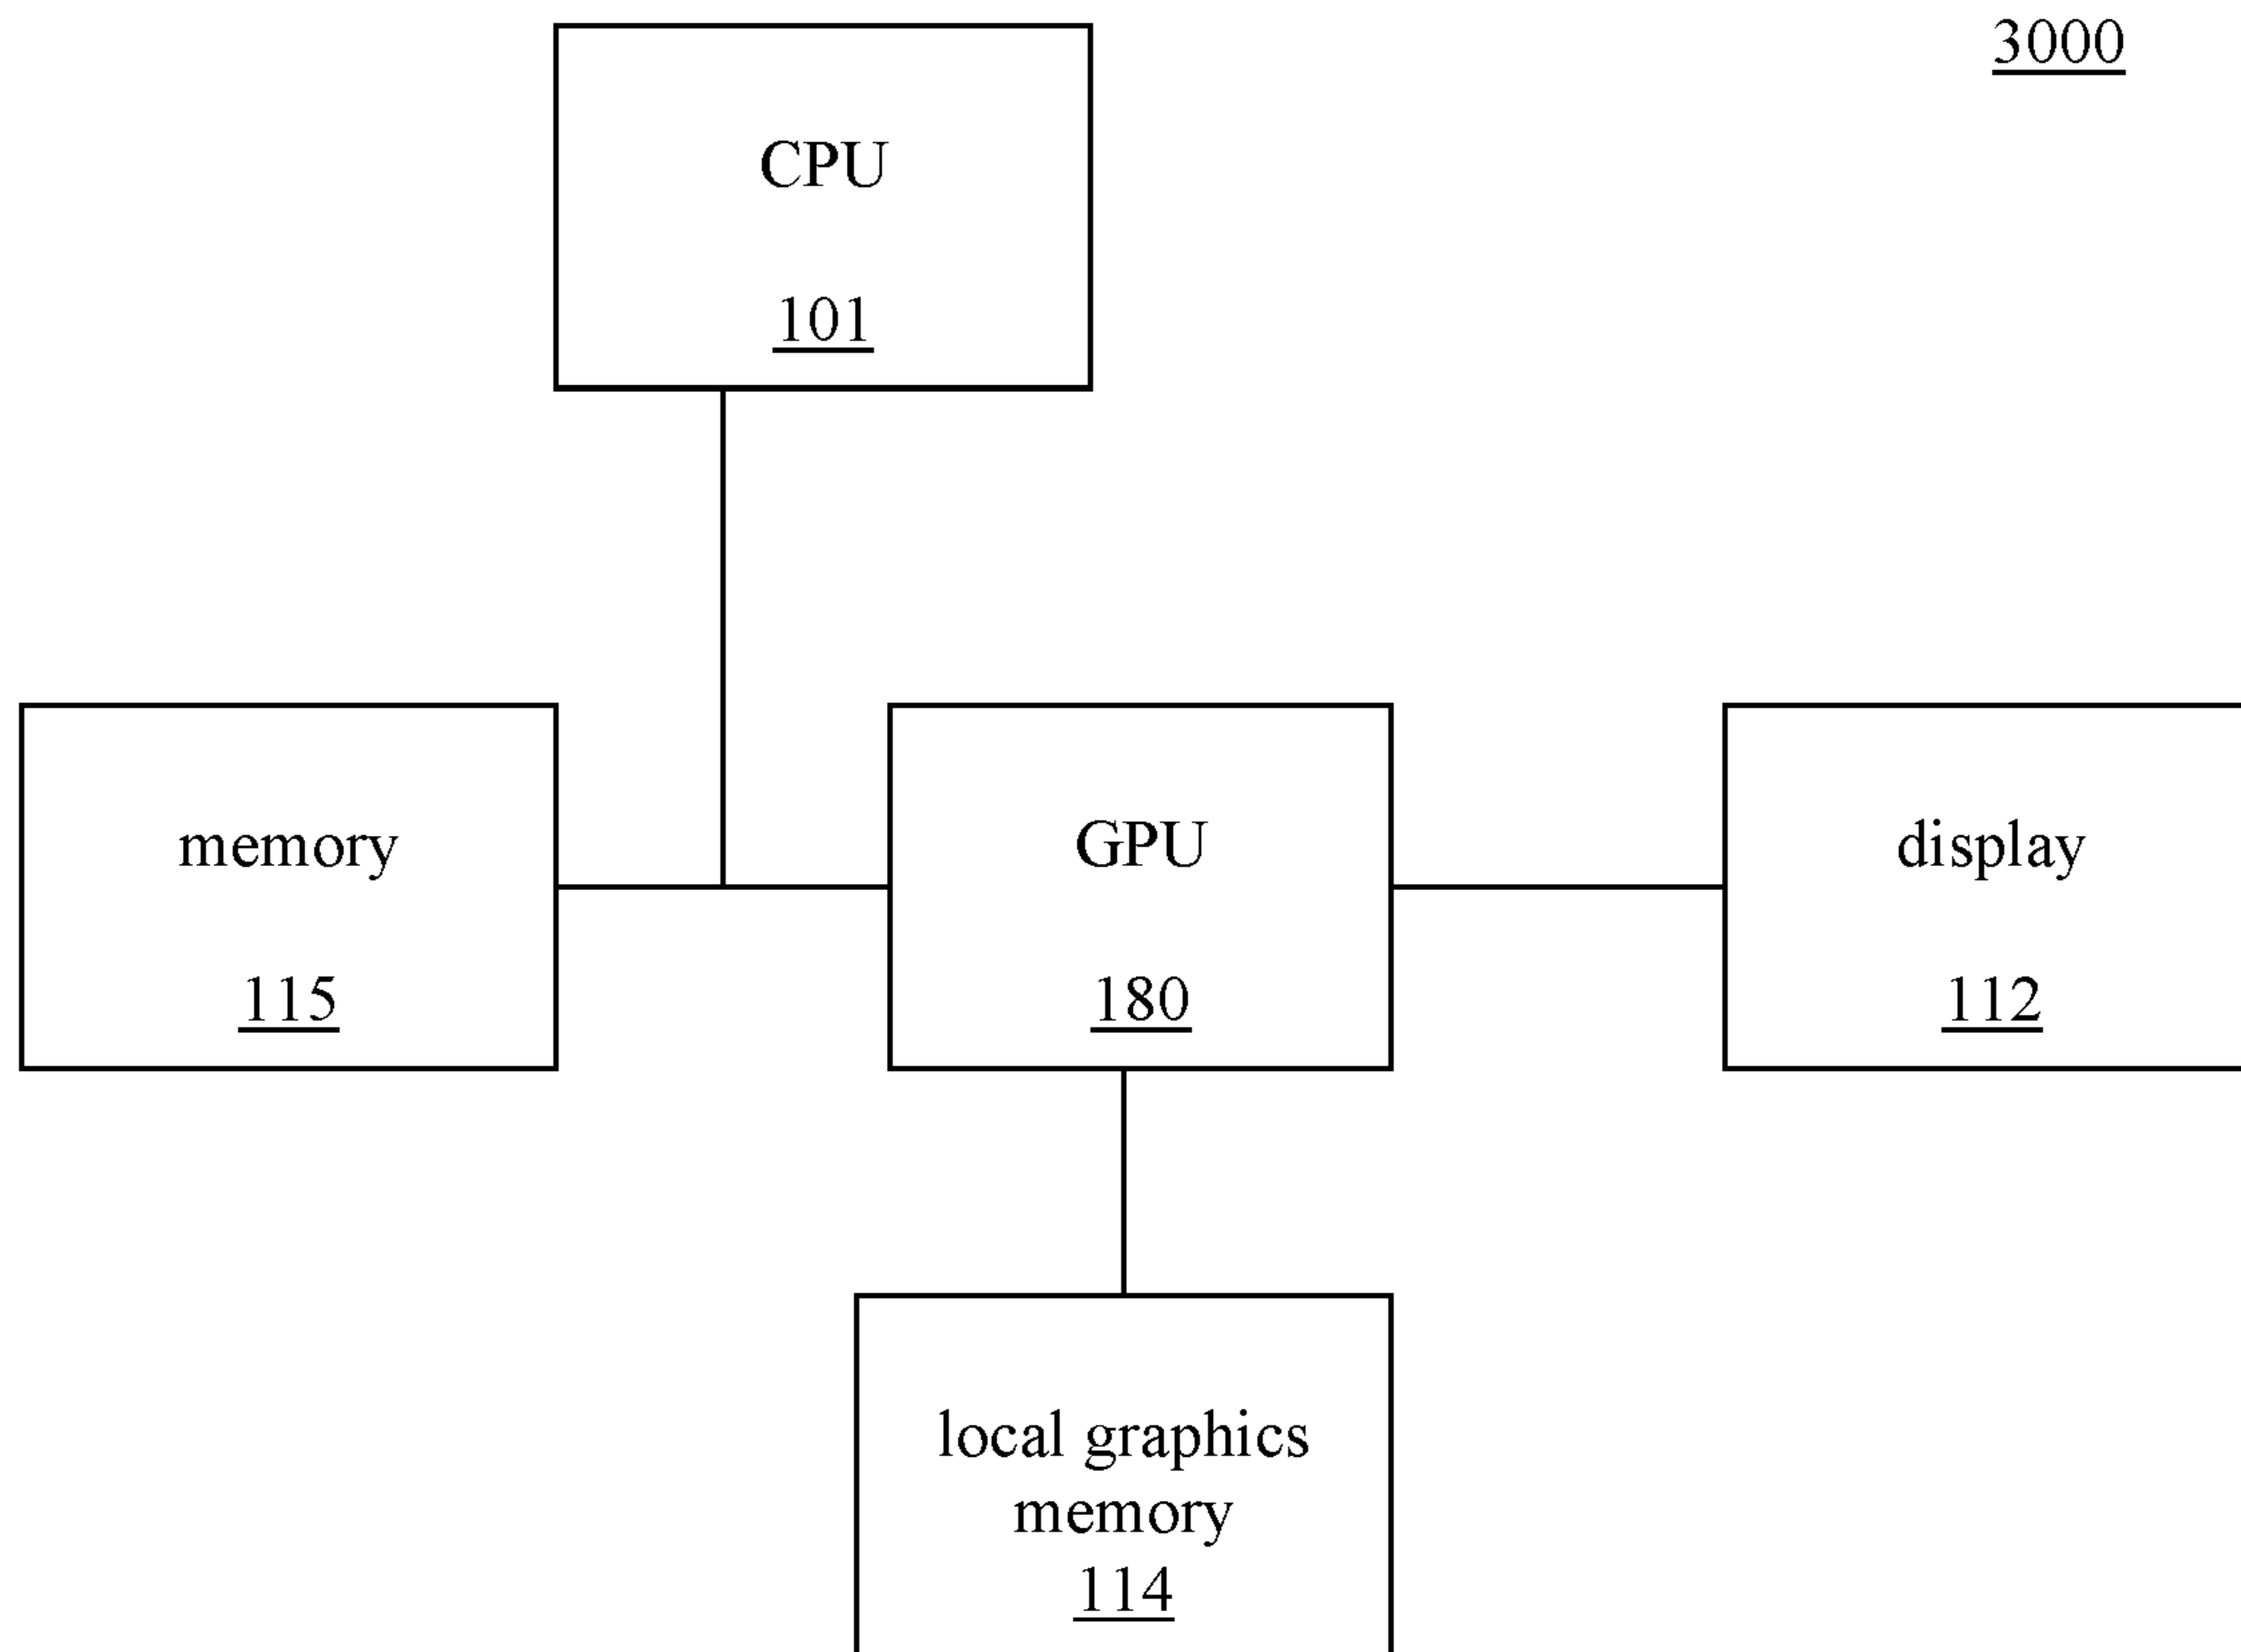 3000
CPU
101
memory
115
GPU
180
display
112
local graphics
memory
114